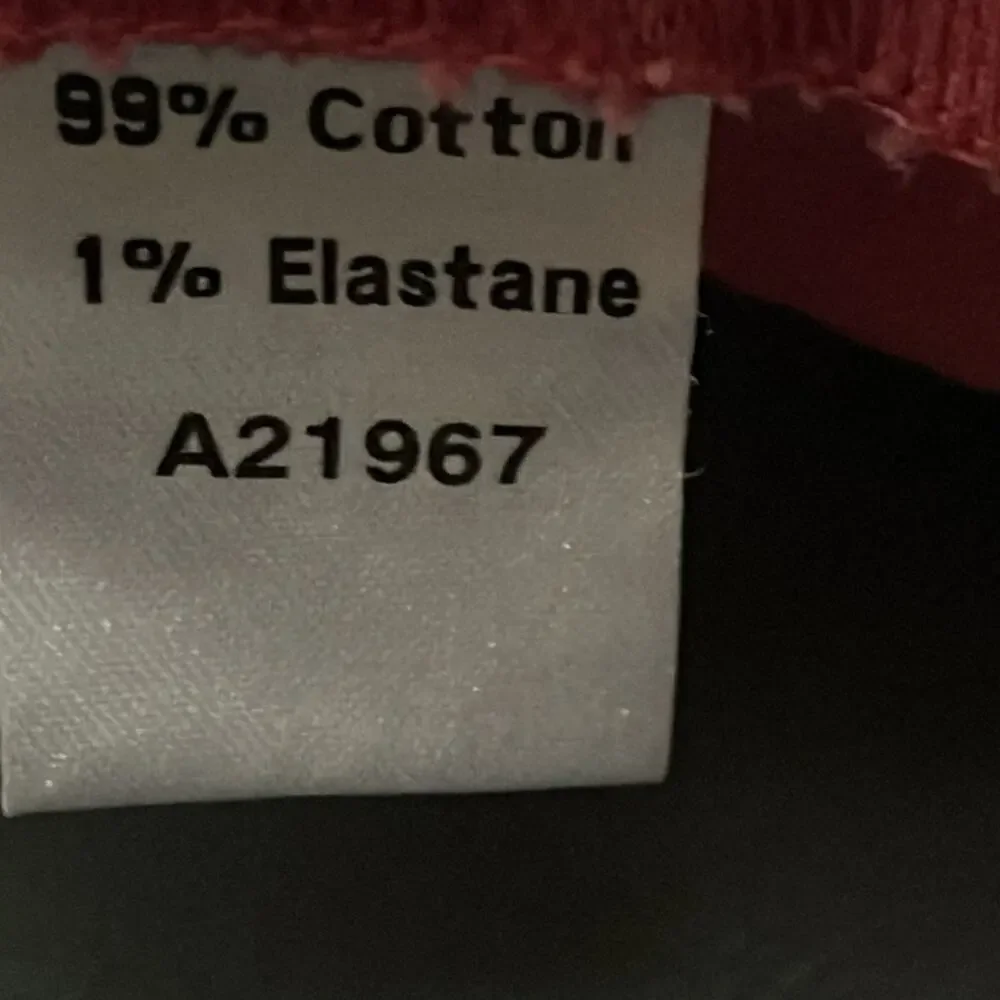 99% Cotton
1% Elastane
A21967